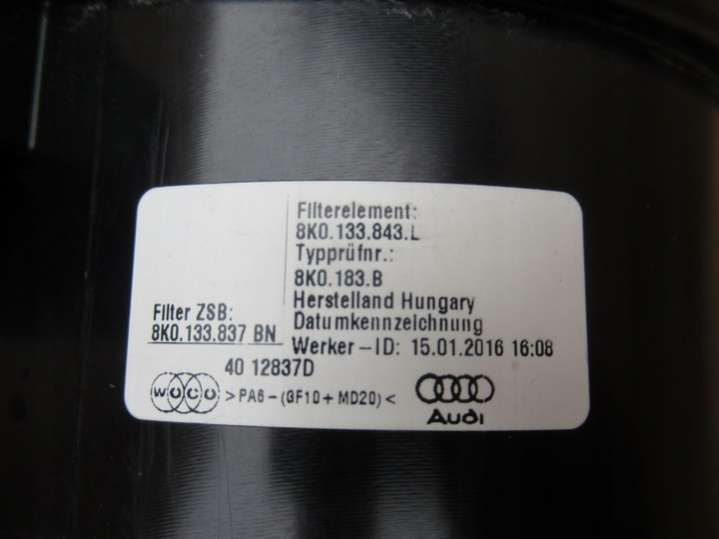 Filterelement:
8K0.133.843.L
Typprüfnr.:
8K0.183.B
Herstelland Hungary
Datumkennzeichnung
Werker-ID: 15.01.2016 16:08
Filter ZSB:
8K0.133.837 BN
40 12837D
WOCO >PA6-(GF10+MD20)<
Audi